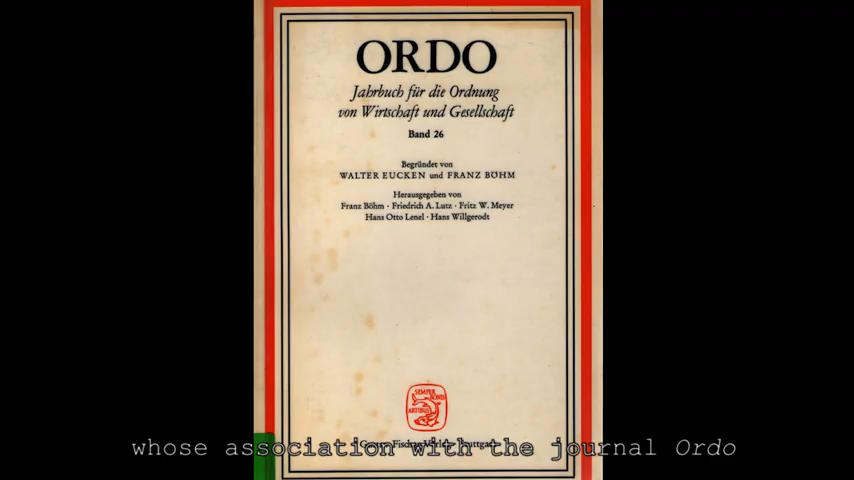 ORDO
Jahrbuch für die Ordnung
von Wirtschaft und Gesellschaft
Band 26
Begründet von
WALTER EUCKEN und FRANZ BÖHM
Herausgegeben von
Franz Böhm · Friedrich A. Lutz · Fritz W. Meyer
Hans Otto Lenel · Hans Willgerodt
SEMPER
BONIS
ARTIBUS
whose association with the journal Ordo